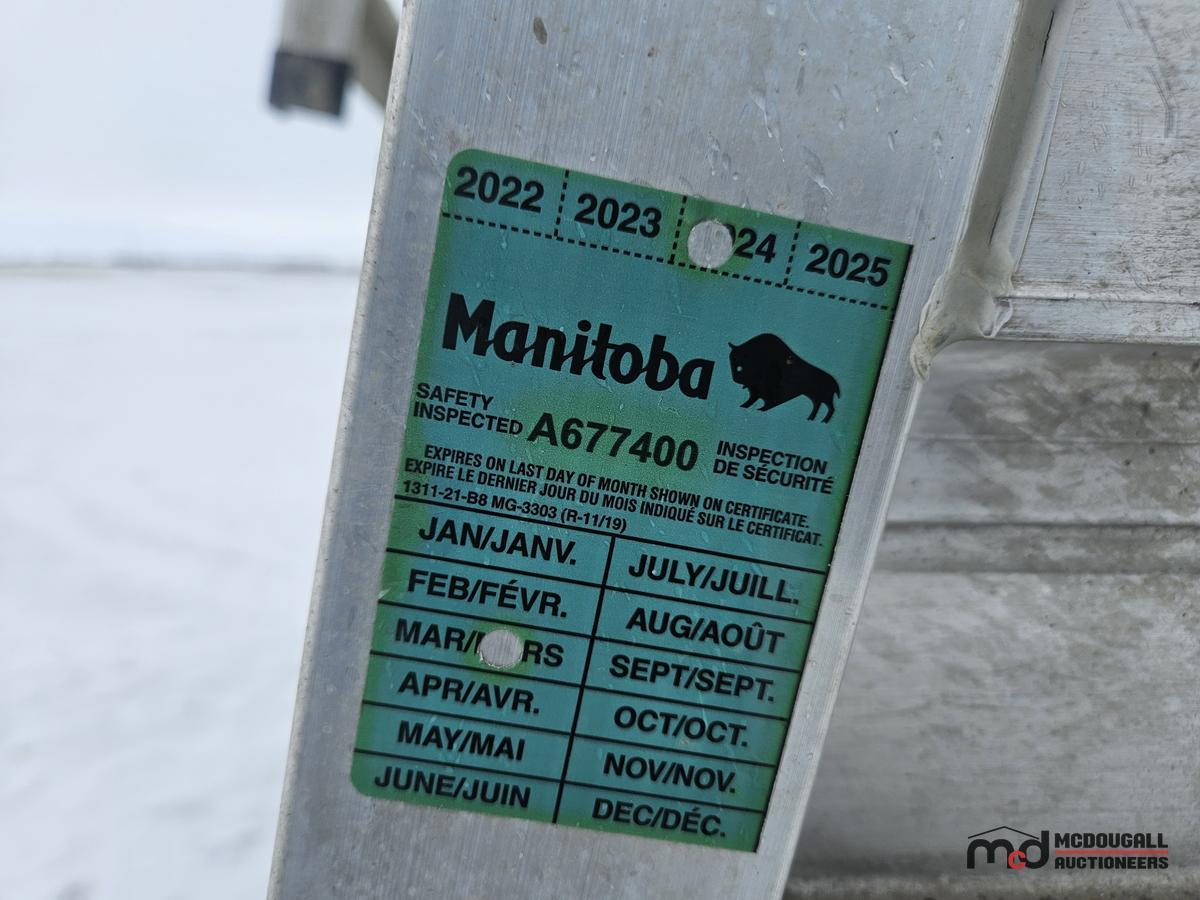 2022 2023 24 2025
Manitoba
SAFETY
INSPECTED A677400 INSPECTION
DE SÉCURITÉ
EXPIRES ON LAST DAY OF MONTH SHOWN ON CERTIFICATE.
EXPIRE LE DERNIER JOUR DU MOIS INDIQUÉ SUR LE CERTIFICAT.
1311-21-B8 MG-3303 (R-11/19)
JAN/JANV.
FEB/FÉVR.
MAR/ RS
APR/AVR.
MAY/MAI
JUNE/JUIN
JULY/JUILL.
AUG/AOÛT
SEPT/SEPT.
OCT/OCT.
NOV/NOV.
DEC/DÉC.
mcd MCDOUGALL
AUCTIONEERS